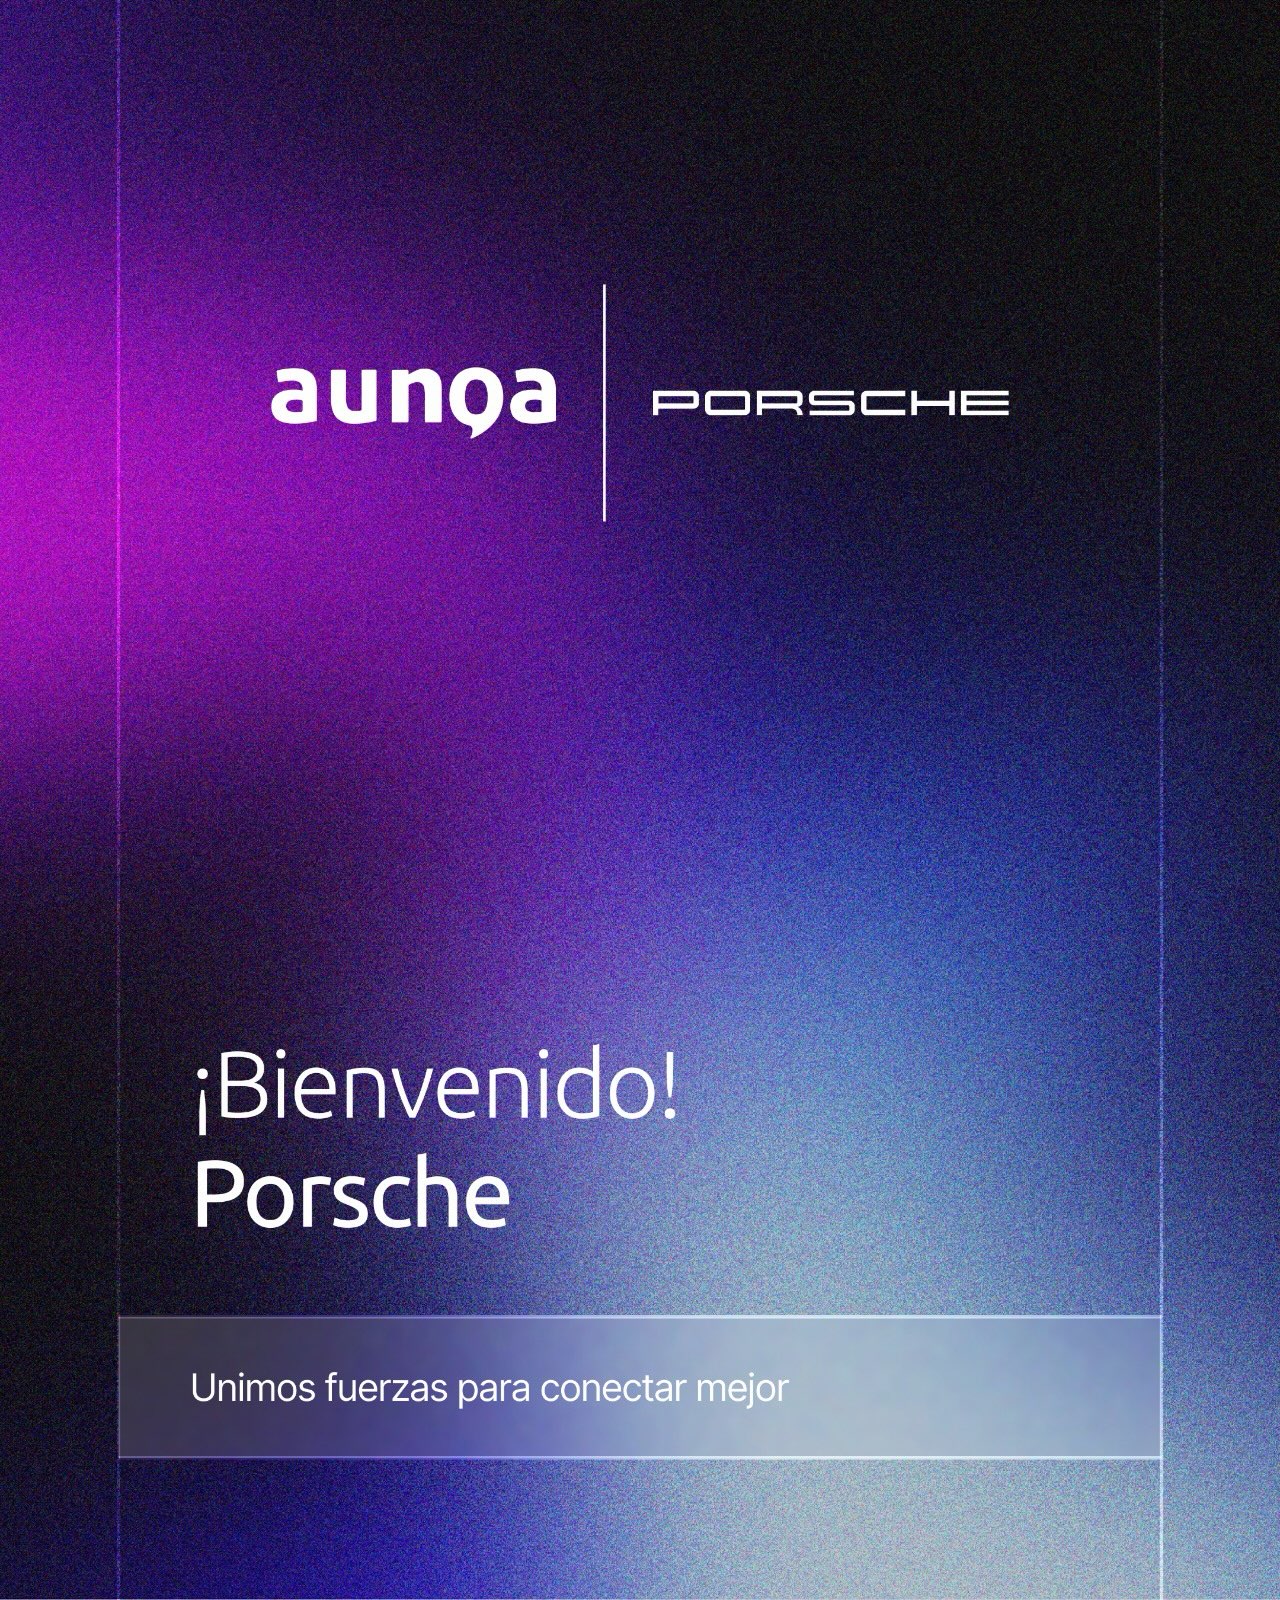 aunoa
PORSCHE
¡Bienvenido!
Porsche
Unimos fuerzas para conectar mejor